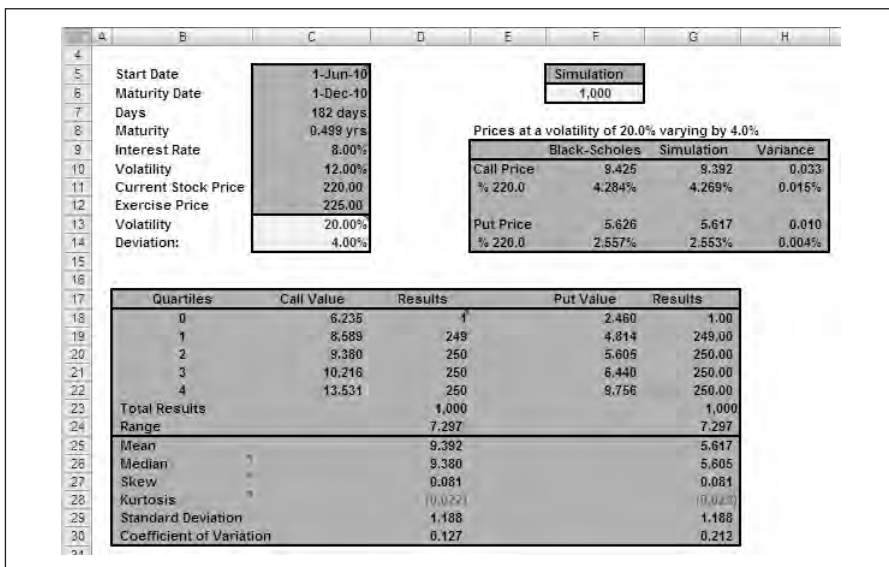 A B C D E F G H
4
5 Start Date 1-Jun-10 Simulation
6 Maturity Date 1-Dec-10 1,000
7 Days 182 days
8 Maturity 0.499 yrs Prices at a volatility of 20.0% varying by 4.0%
9 Interest Rate 8.00% Black-Scholes Simulation Variance
10 Volatility 12.00% Call Price 9.425 9.392 0.033
11 Current Stock Price 220.00 % 220.0 4.284% 4.269% 0.015%
12 Exercise Price 225.00
13 Volatility 20.00% Put Price 5.626 5.617 0.010
14 Deviation: 4.00% % 220.0 2.557% 2.553% 0.004%
15
16
17 Quartiles Call Value Results Put Value Results
18 0 6.235 1 2.460 1.00
19 1 8.589 249 4.814 249.00
20 2 9.380 250 5.605 250.00
21 3 10.216 250 6.440 250.00
22 4 13.531 250 9.756 250.00
23 Total Results 1,000 1,000
24 Range 7.297 7.297
25 Mean 9.392 5.617
26 Median 9.380 5.605
27 Skew 0.081 0.081
28 Kurtosis
29 Standard Deviation 1.188 1.188
30 Coefficient of Variation 0.127 0.212